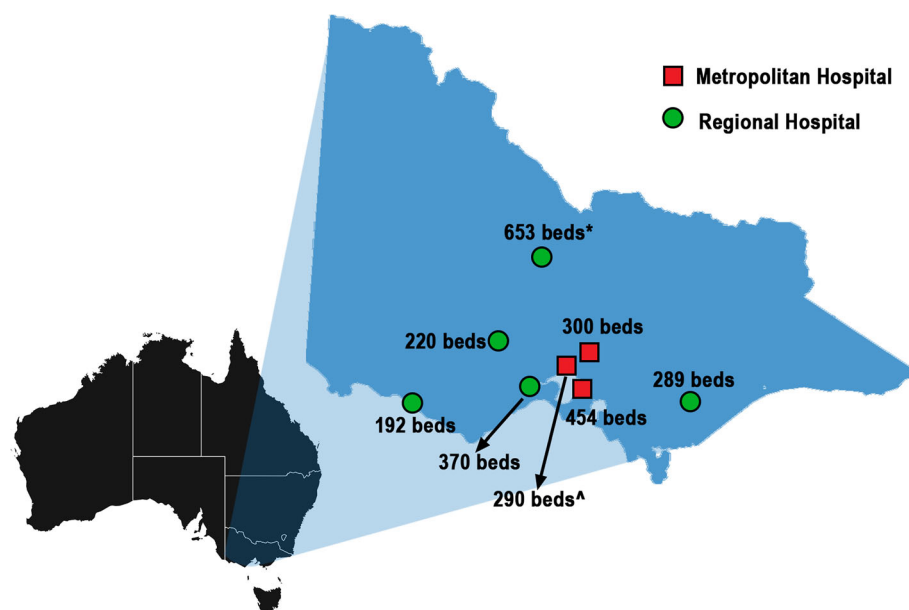 Metropolitan Hospital
Regional Hospital
653 beds*
300 beds
220 beds
289 beds
192 beds
454 beds
370 beds
290 beds^